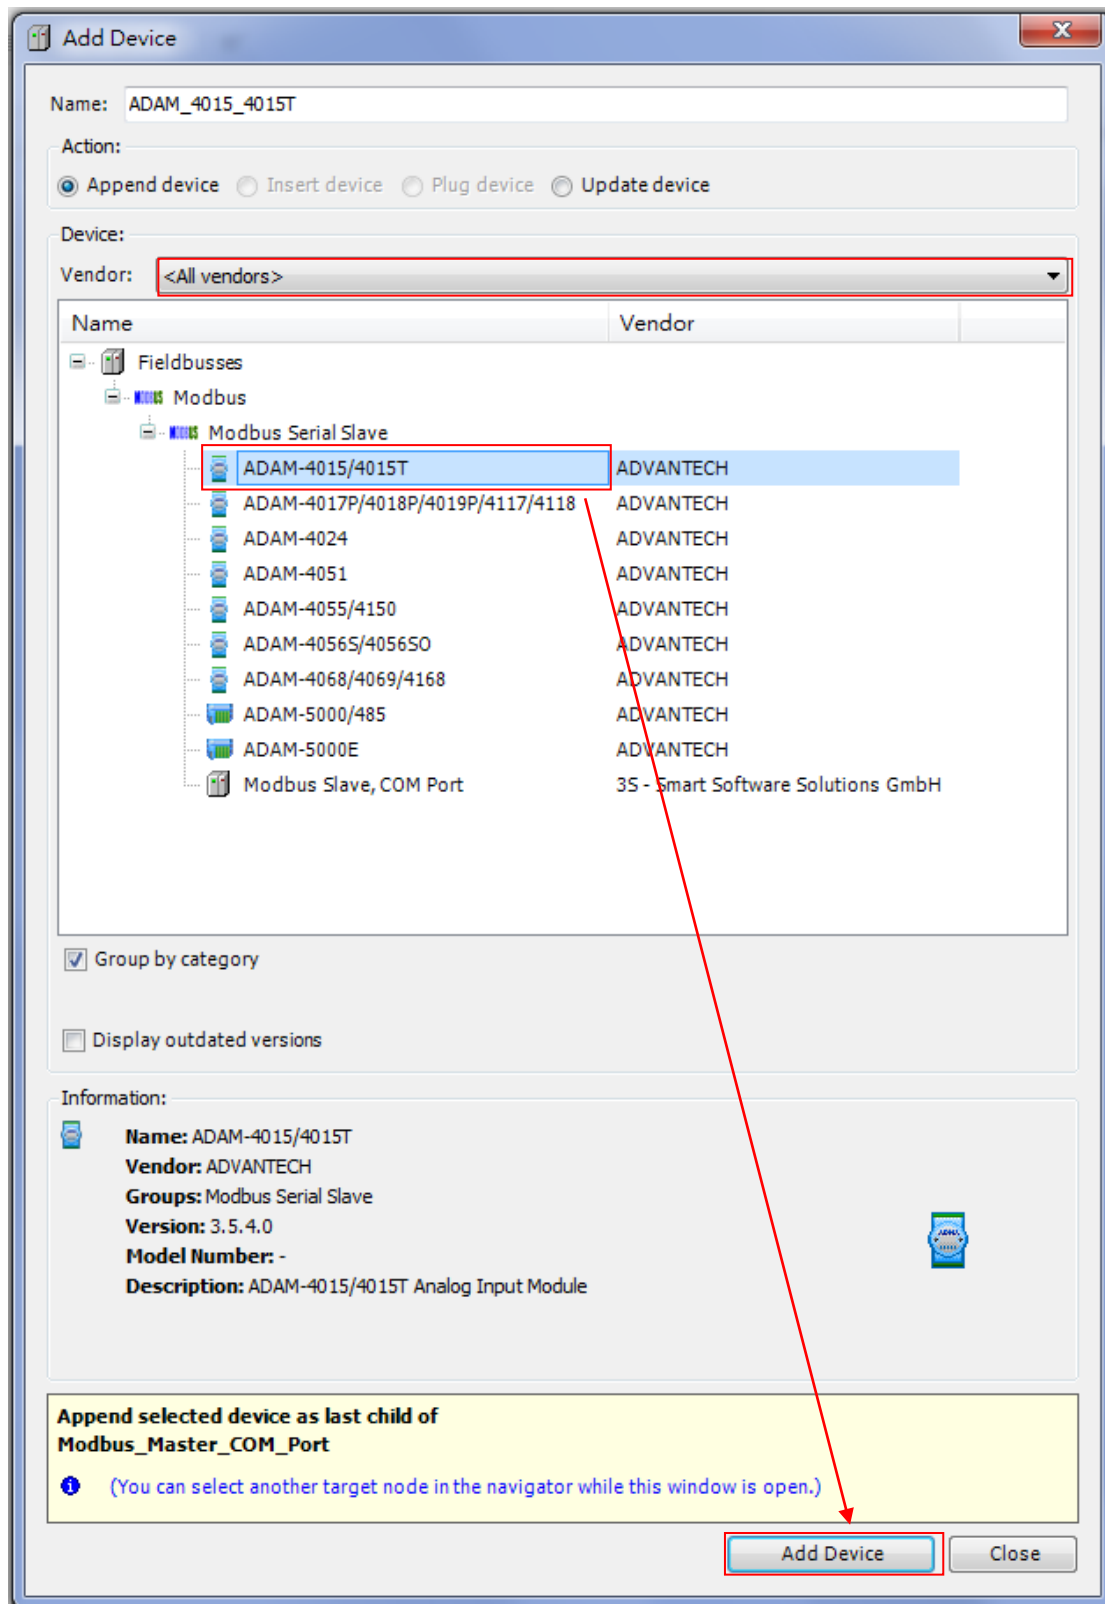 Add Device
x
Name: ADAM_4015_4015T
Action:
Append device Insert device Plug device Update device
Device:
Vendor: <All vendors>
Name Vendor
Fieldbusses
MODBUS Modbus
MODBUS Modbus Serial Slave
ADAM-4015/4015T ADVANTECH
ADAM-4017P/4018P/4019P/4117/4118 ADVANTECH
ADAM-4024 ADVANTECH
ADAM-4051 ADVANTECH
ADAM-4055/4150 ADVANTECH
ADAM-4056S/4056SO ADVANTECH
ADAM-4068/4069/4168 ADVANTECH
ADAM-5000/485 ADVANTECH
ADAM-5000E ADVANTECH
Modbus Slave, COM Port 3S - Smart Software Solutions GmbH
Group by category
Display outdated versions
Information:
Name: ADAM-4015/4015T
Vendor: ADVANTECH
Groups: Modbus Serial Slave
Version: 3.5.4.0
Model Number: -
Description: ADAM-4015/4015T Analog Input Module
Append selected device as last child of
Modbus_Master_COM_Port
(You can select another target node in the navigator while this window is open.)
Add Device Close